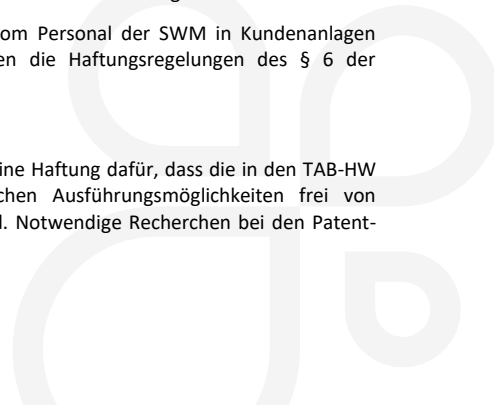 om Personal der SWM in Kundenanlagen
en die Haftungsregelungen des § 6 der
ine Haftung dafür, dass die in den TAB-HW
chen Ausführungsmöglichkeiten frei von
. Notwendige Recherchen bei den Patent-